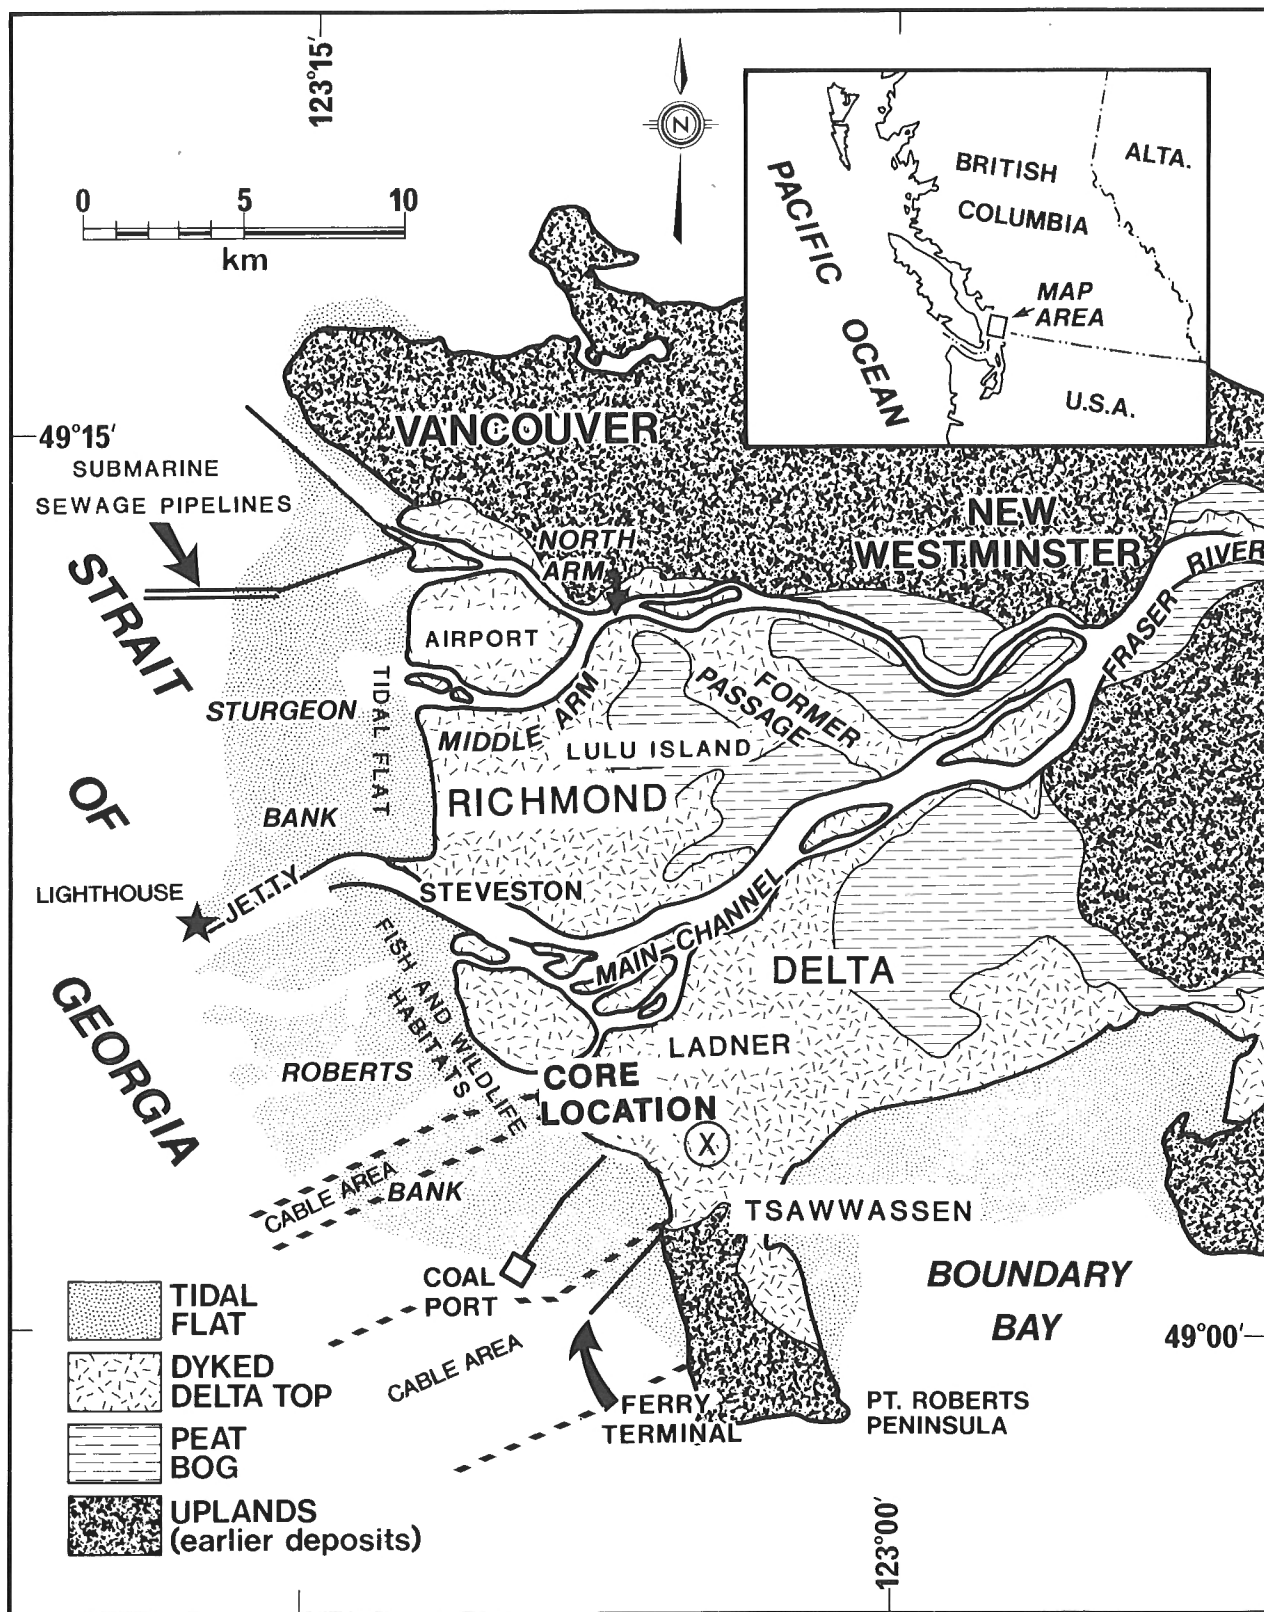 123°15'
N
0 5 10
km
PACIFIC OCEAN
BRITISH
COLUMBIA
ALTA.
MAP
AREA
U.S.A.
49°15'
VANCOUVER
SUBMARINE
SEWAGE PIPELINES
NEW
WESTMINSTER
NORTH
ARM
FRASER RIVER
STRAIT OF GEORGIA
AIRPORT
TIDAL FLAT
STURGEON
BANK
MIDDLE ARM
FORMER
PASSAGE
LULU ISLAND
RICHMOND
LIGHTHOUSE
JETTY
STEVESTON
MAIN CHANNEL
DELTA
FISH AND WILDLIFE
HABITATS
LADNER
ROBERTS
BANK
CORE
LOCATION
X
CABLE AREA
TSAWWASSEN
COAL
PORT
BOUNDARY
BAY
49°00'
CABLE AREA
FERRY
TERMINAL
PT. ROBERTS
PENINSULA
TIDAL
FLAT
DYKED
DELTA TOP
PEAT
BOG
UPLANDS
(earlier deposits)
123°00'